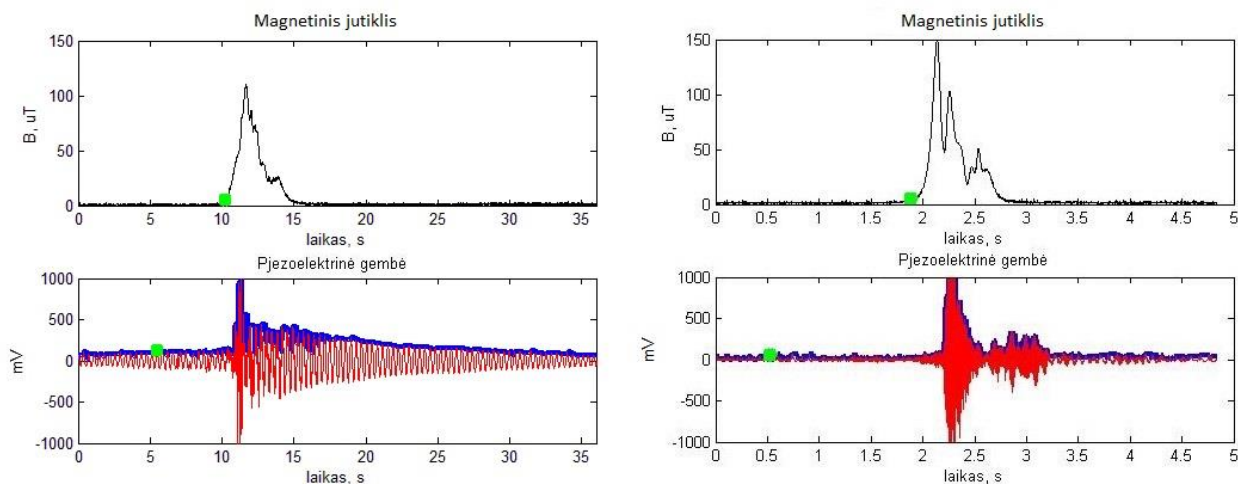 Magnetinis jutiklis
150
100
50
0
B, uT
0 5 10 15 20 25 30 35
laikas, s
Pjezoelektrinė gembė
1000
500
0
-500
-1000
mV
0 5 10 15 20 25 30 35
laikas, s
Magnetinis jutiklis
150
100
50
0
B, uT
0 0.5 1 1.5 2 2.5 3 3.5 4 4.5 5
laikas, s
Pjezoelektrinė gembė
1000
500
0
-500
-1000
mV
0 0.5 1 1.5 2 2.5 3 3.5 4 4.5 5
laikas, s